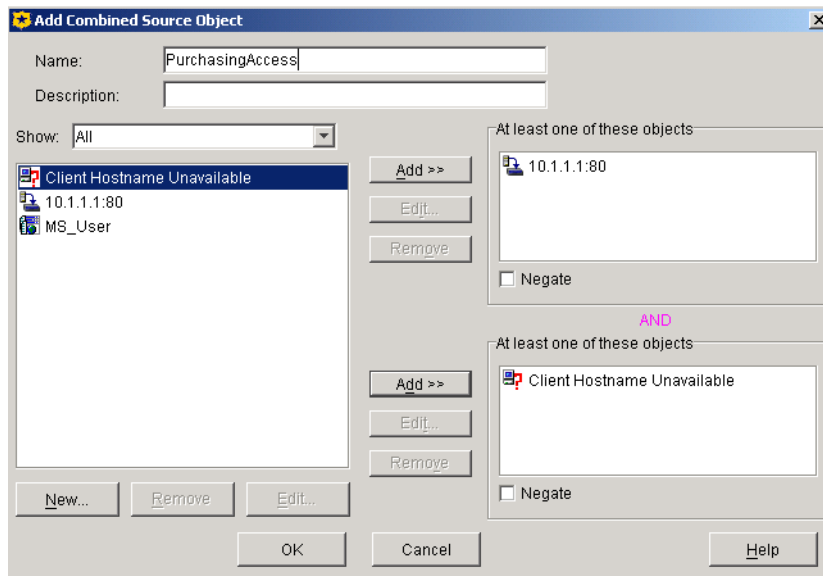 Add Combined Source Object
Name: PurchasingAccess
Description:
Show: All
Client Hostname Unavailable
10.1.1.1:80
MS_User
New...
Remove
Edit...
Add >>
Edit...
Remove
At least one of these objects
10.1.1.1:80
Negate
AND
Add >>
Edit...
Remove
At least one of these objects
Client Hostname Unavailable
Negate
OK
Cancel
Help